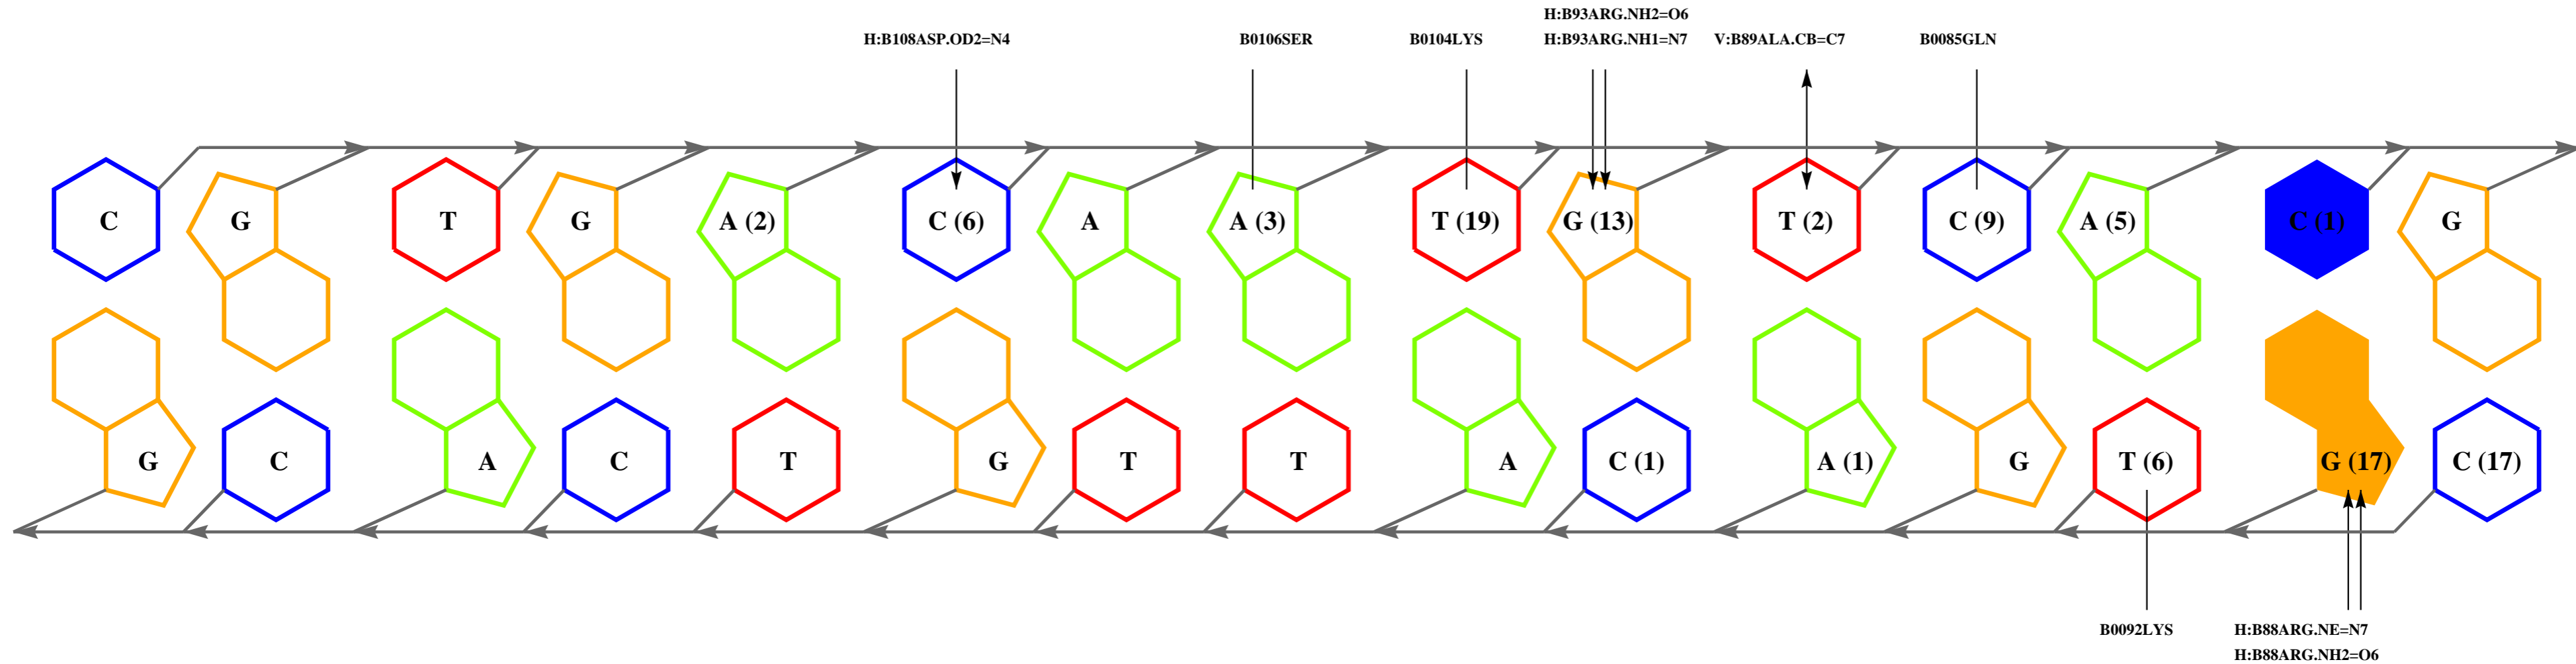 H:B93ARG.NH2=O6
H:B108ASP.OD2=N4 B0106SER B0104LYS H:B93ARG.NH1=N7 V:B89ALA.CB=C7 B0085GLN
C G T G A (2) C (6) A A (3) T (19) G (13) T (2) C (9) A (5) C (1) G
G C A C T G T T A C (1) A (1) G T (6) G (17) C (17)
B0092LYS H:B88ARG.NE=N7
H:B88ARG.NH2=O6